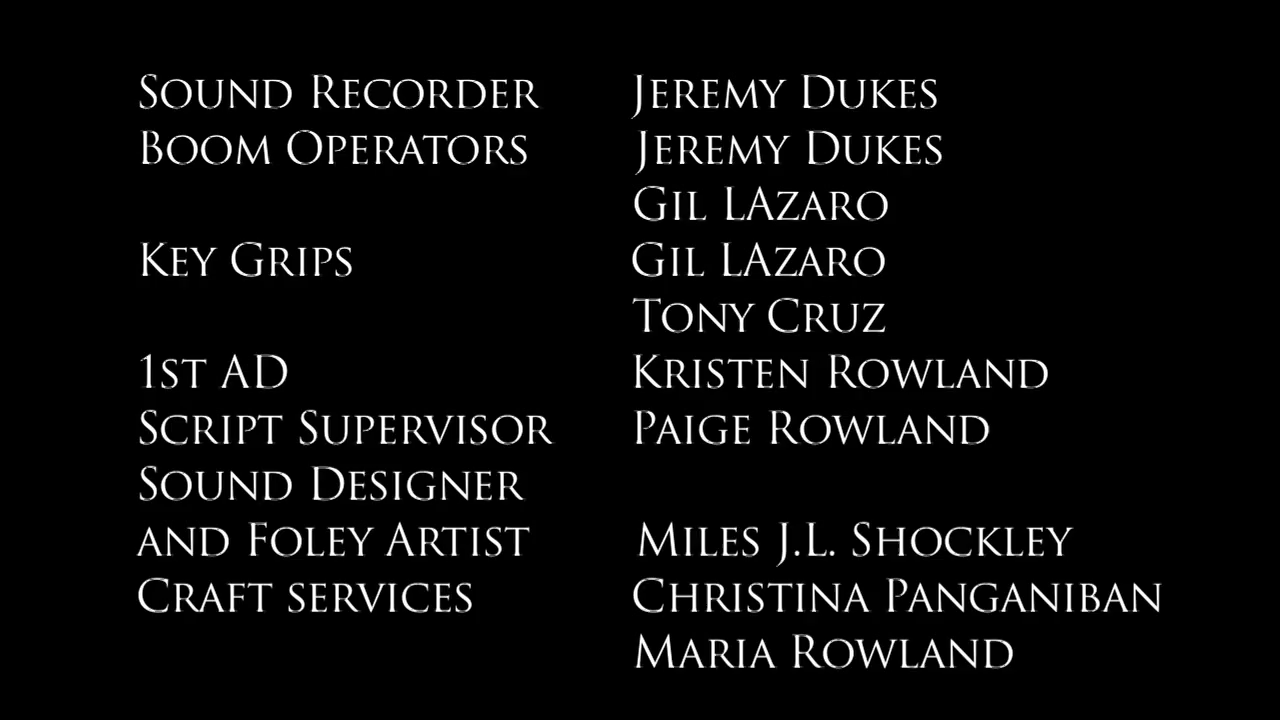 Sound Recorder Jeremy Dukes
Boom Operators Jeremy Dukes
Gil LAzaro
Key Grips Gil LAzaro
Tony Cruz
1st AD Kristen Rowland
Script Supervisor Paige Rowland
Sound Designer
and Foley Artist Miles J.L. Shockley
Craft services Christina Panganiban
Maria Rowland